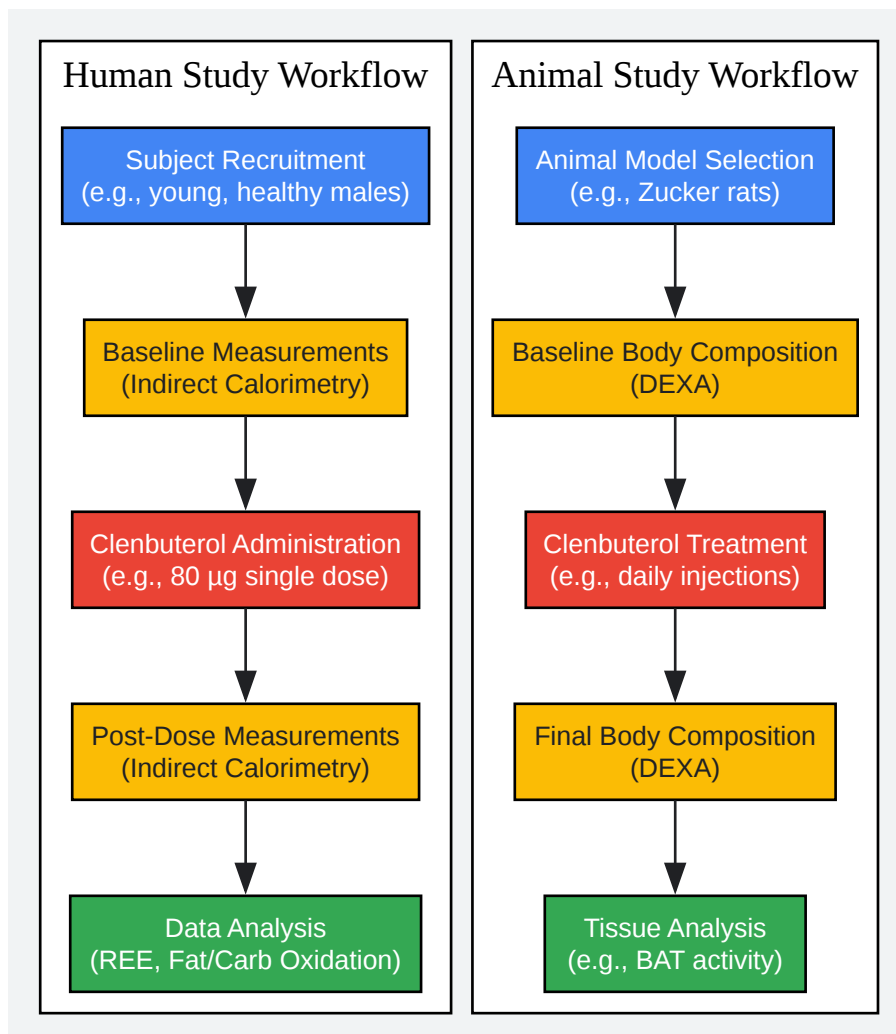 Human Study Workflow
Subject Recruitment
(e.g., young, healthy males)
Baseline Measurements
(Indirect Calorimetry)
Clenbuterol Administration
(e.g., 80 µg single dose)
Post-Dose Measurements
(Indirect Calorimetry)
Data Analysis
(REE, Fat/Carb Oxidation)
Animal Study Workflow
Animal Model Selection
(e.g., Zucker rats)
Baseline Body Composition
(DEXA)
Clenbuterol Treatment
(e.g., daily injections)
Final Body Composition
(DEXA)
Tissue Analysis
(e.g., BAT activity)